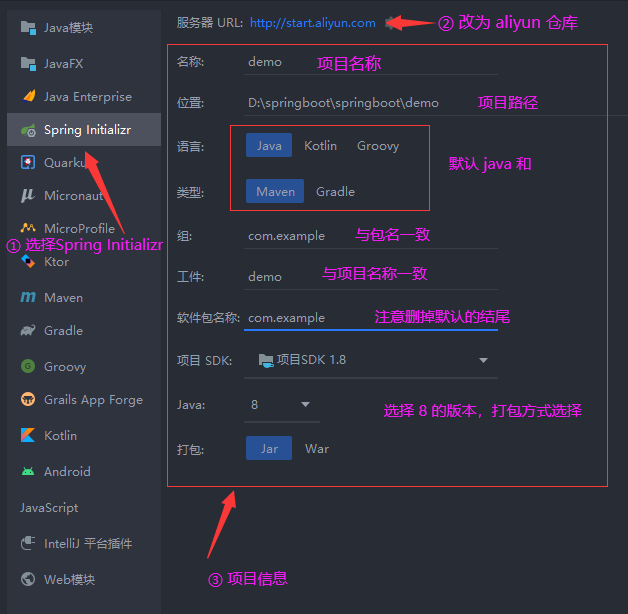 Java模块
JavaFX
Java Enterprise
Spring Initializr
Quarku
Micronaut
MicroProfile
① 选择Spring Initializr
Ktor
Maven
Gradle
Groovy
Grails App Forge
Kotlin
Android
JavaScript
IntelliJ 平台插件
Web模块
服务器 URL: http://start.aliyun.com ② 改为 aliyun 仓库
名称: demo 项目名称
位置: D:\springboot\springboot\demo 项目路径
语言: Java Kotlin Groovy
默认 java 和
类型: Maven Gradle
组: com.example 与包名一致
工件: demo 与项目名称一致
软件包名称: com.example 注意删掉默认的结尾
项目 SDK: 项目SDK 1.8
Java: 8 选择 8 的版本，打包方式选择
打包: Jar War
③ 项目信息